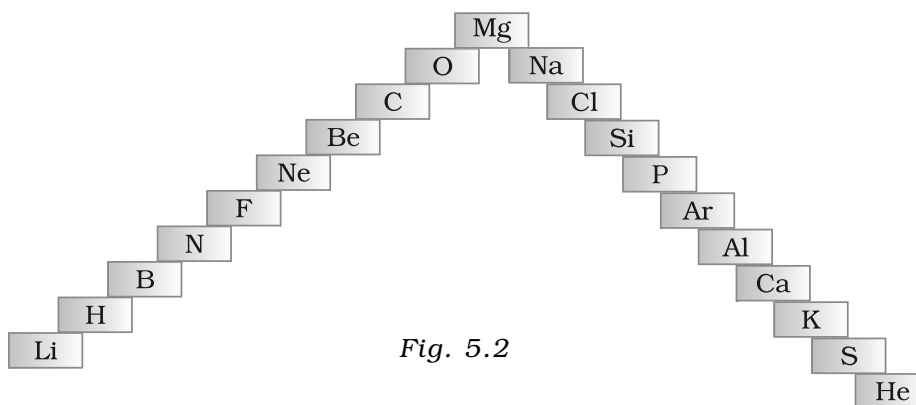 Mg
O Na
C Cl
Be Si
Ne P
F Ar
N Al
B Ca
H K
Li Fig. 5.2 S
He